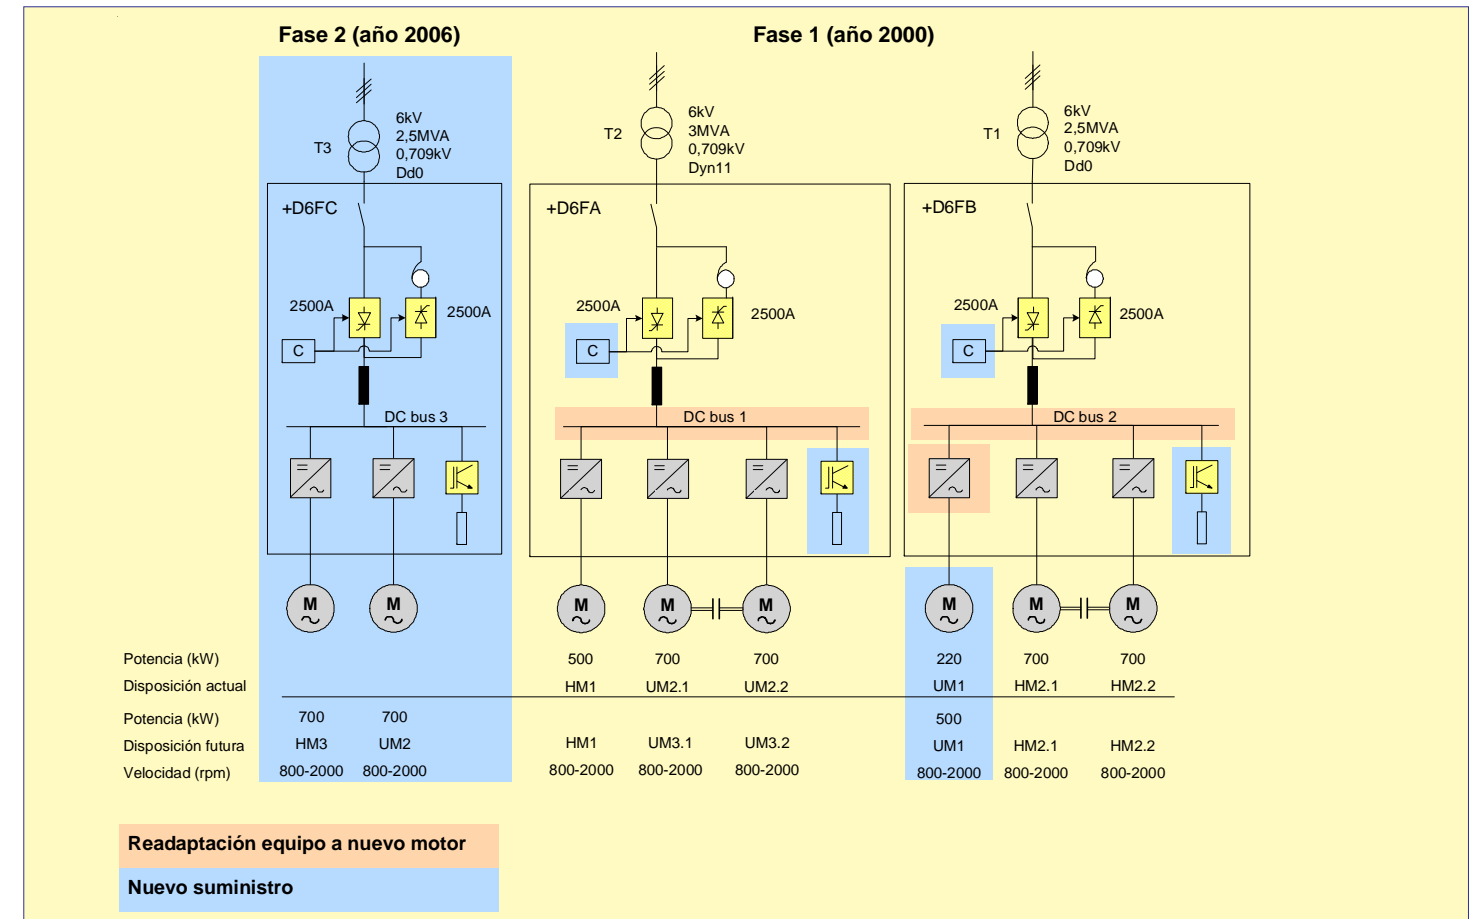 Fase 2 (año 2006)
Fase 1 (año 2000)
T3
6kV
2,5MVA
0,709kV
Dd0
T2
6kV
3MVA
0,709kV
Dyn11
T1
6kV
2,5MVA
0,709kV
Dd0
+D6FC
+D6FA
+D6FB
2500A
2500A
2500A
2500A
2500A
2500A
C
C
C
DC bus 3
DC bus 1
DC bus 2
M
M
M
M
M
M
M
M
Potencia (kW) 500 700 700 220 700 700
Disposición actual HM1 UM2.1 UM2.2 UM1 HM2.1 HM2.2
Potencia (kW) 700 700 500
Disposición futura HM3 UM2 HM1 UM3.1 UM3.2 UM1 HM2.1 HM2.2
Velocidad (rpm) 800-2000 800-2000 800-2000 800-2000 800-2000 800-2000 800-2000 800-2000
Readaptación equipo a nuevo motor
Nuevo suministro